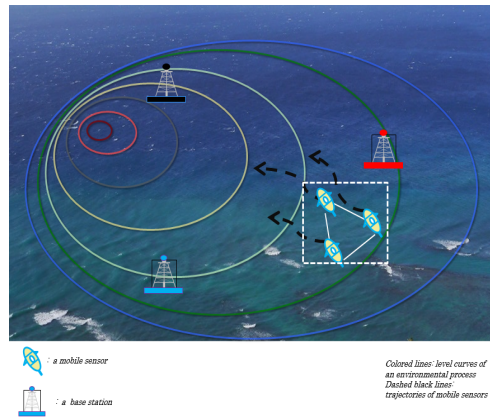 : a mobile sensor
: a base station
Colored lines: level curves of
an environmental process
Dashed black lines:
trajectories of mobile sensors